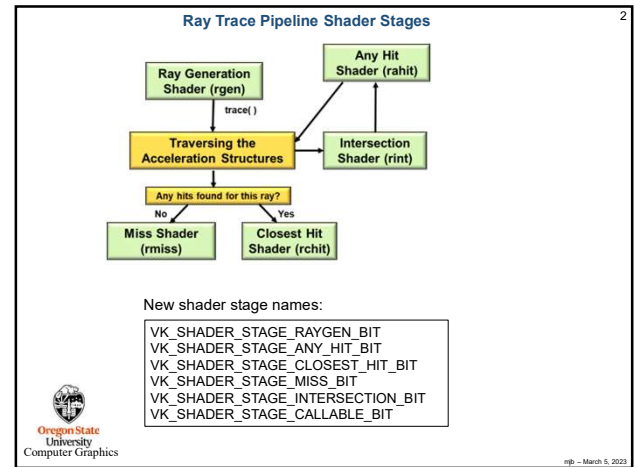 Ray Trace Pipeline Shader Stages
2
Ray Generation
Shader (rgen)
trace( )
Any Hit
Shader (rahit)
Traversing the
Acceleration Structures
Intersection
Shader (rint)
Any hits found for this ray?
No
Yes
Miss Shader
(rmiss)
Closest Hit
Shader (rchit)
New shader stage names:
VK_SHADER_STAGE_RAYGEN_BIT
VK_SHADER_STAGE_ANY_HIT_BIT
VK_SHADER_STAGE_CLOSEST_HIT_BIT
VK_SHADER_STAGE_MISS_BIT
VK_SHADER_STAGE_INTERSECTION_BIT
VK_SHADER_STAGE_CALLABLE_BIT
Oregon State
University
Computer Graphics
mjb – March 5, 2023